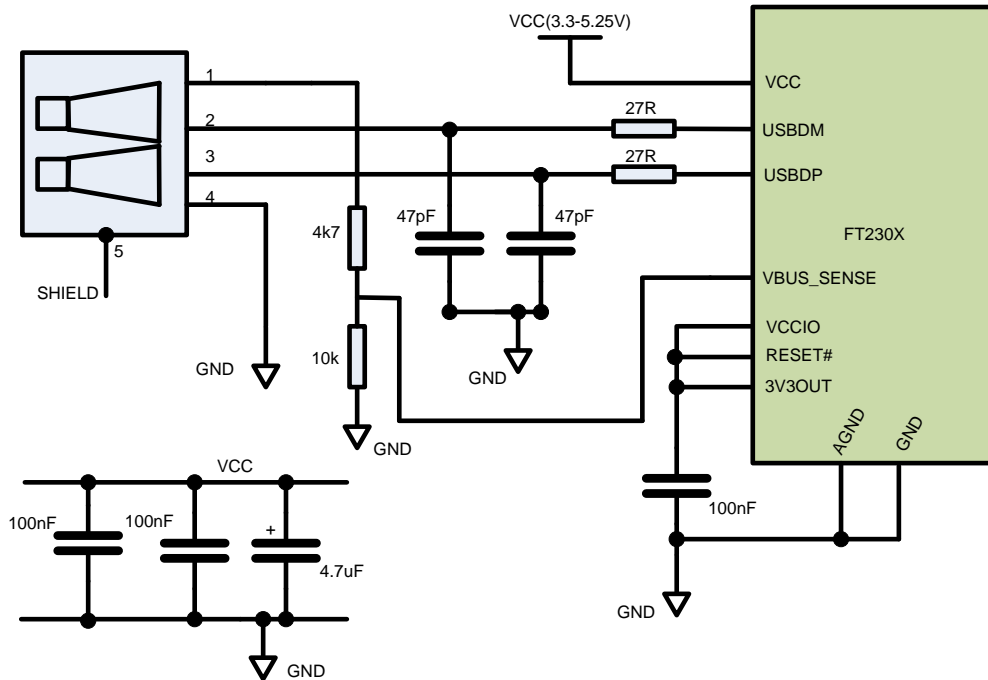 VCC(3.3-5.25V)
1
VCC
27R
2
USBDM
27R
3
USBDP
4
47pF
47pF
4k7
FT230X
5
VBUS_SENSE
SHIELD
VCCIO
10k
RESET#
GND
GND
3V3OUT
GND
AGND
GND
VCC
100nF
100nF
+
4.7uF
100nF
GND
GND